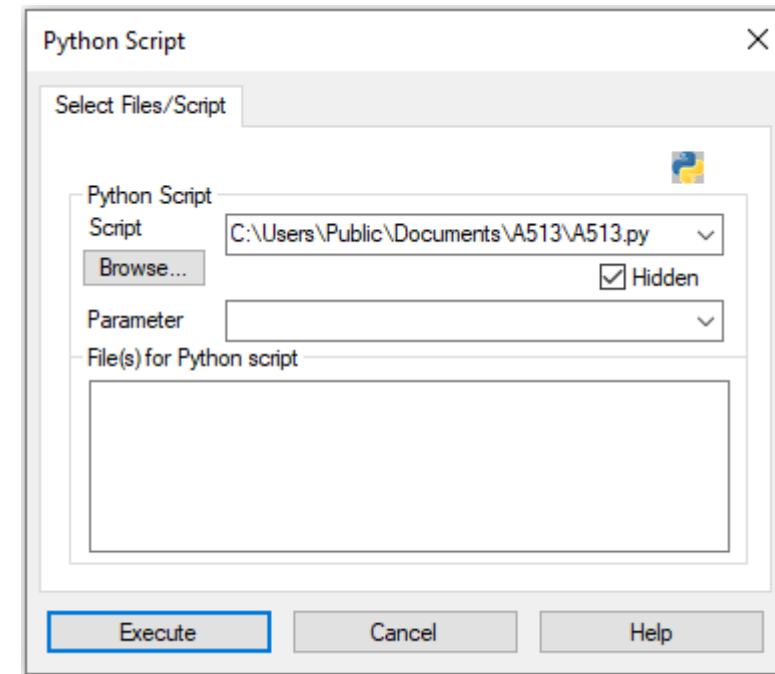 Python Script
Select Files/Script
Python Script
Script
C:\Users\Public\Documents\A513\A513.py
Browse...
Hidden
Parameter
File(s) for Python script
Execute
Cancel
Help